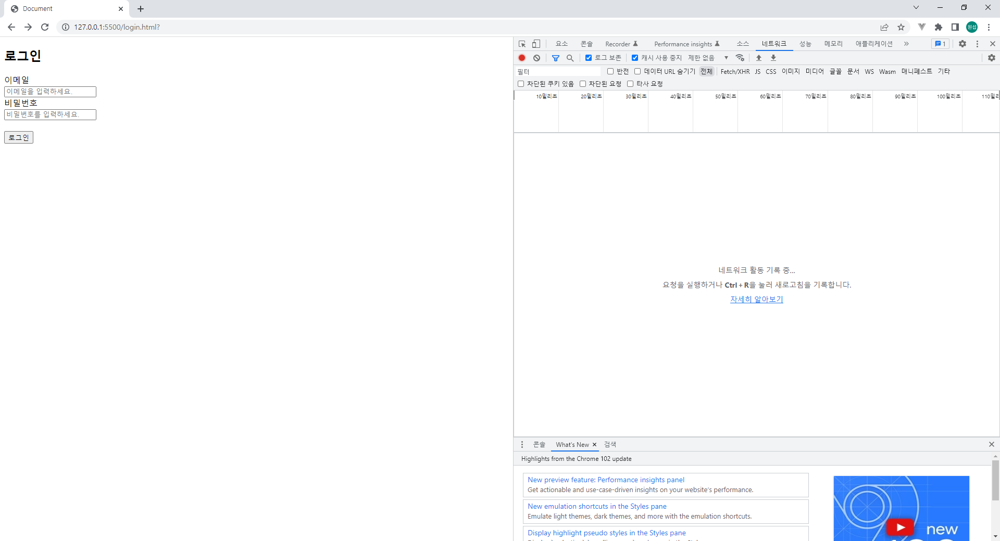 Document
127.0.0.1:5500/login.html?
원섭
로그인
이메일
이메일을 입력하세요.
비밀번호
비밀번호를 입력하세요.
로그인
요소 콘솔 Recorder Performance insights 소스 네트워크 성능 메모리 애플리케이션 » 1
로그 보존 캐시 사용 중지 제한 없음
필터 반전 데이터 URL 숨기기 전체 Fetch/XHR JS CSS 이미지 미디어 글꼴 문서 WS Wasm 매니페스트 기타
차단된 쿠키 있음 차단된 요청 타사 요청
10밀리초 20밀리초 30밀리초 40밀리초 50밀리초 60밀리초 70밀리초 80밀리초 90밀리초 100밀리초 110밀리
네트워크 활동 기록 중...
요청을 실행하거나 Ctrl + R을 눌러 새로고침을 기록합니다.
자세히 알아보기
콘솔 What's New 검색
Highlights from the Chrome 102 update
New preview feature: Performance insights panel
Get actionable and use-case-driven insights on your website's performance.
New emulation shortcuts in the Styles pane
Emulate light themes, dark themes, and more with the emulation shortcuts.
Display highlight pseudo styles in the Styles pane
new